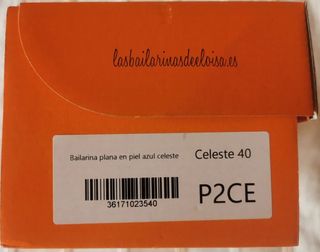 lasbailarinasdeeloisa.es
Bailarina plana en piel azul celeste
Celeste 40
36171023540
P2CE